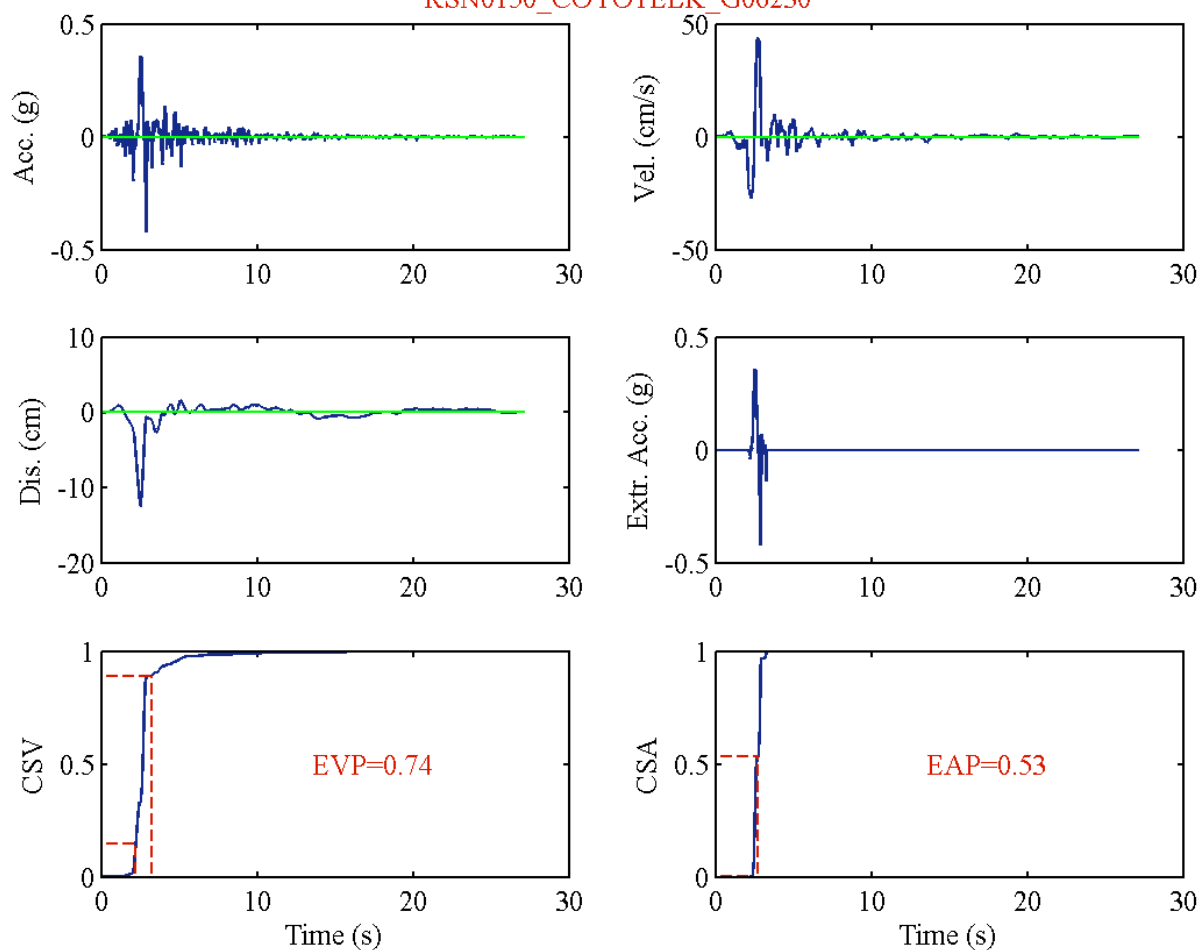 RSN0150_COYOTELK_G06230
0.5
0
-0.5
Acc. (g)
0 10 20 30
50
0
-50
Vel. (cm/s)
0 10 20 30
10
0
-10
-20
Dis. (cm)
0 10 20 30
0.5
0
-0.5
Extr. Acc. (g)
0 10 20 30
1
0.5
0
CSV
EVP=0.74
0 10 20 30
Time (s)
1
0.5
0
CSA
EAP=0.53
0 10 20 30
Time (s)